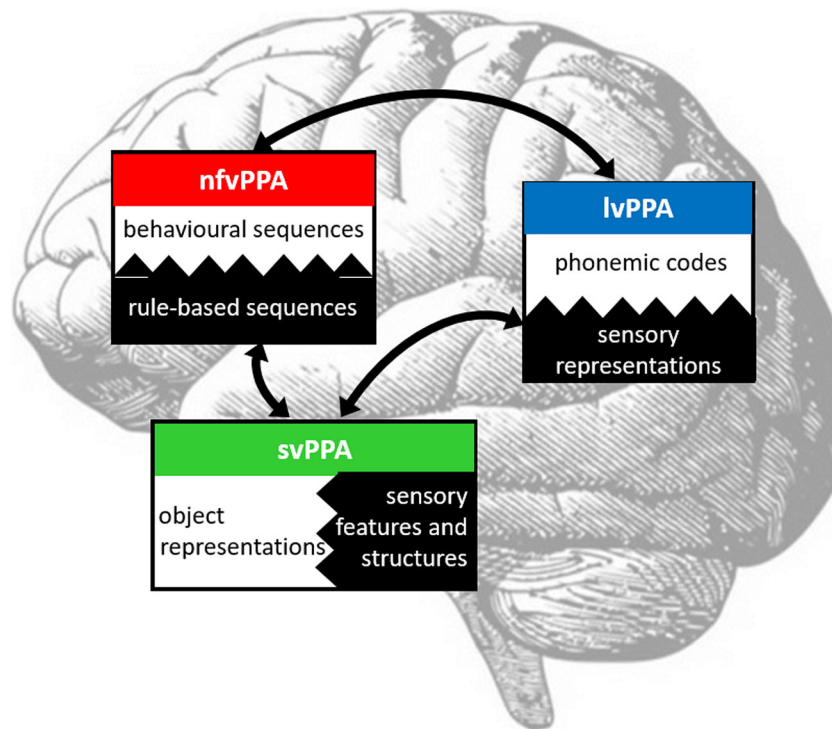 nfvPPA
behavioural sequences
rule-based sequences
lvPPA
phonemic codes
sensory
representations
svPPA
object
representations
sensory
features and
structures